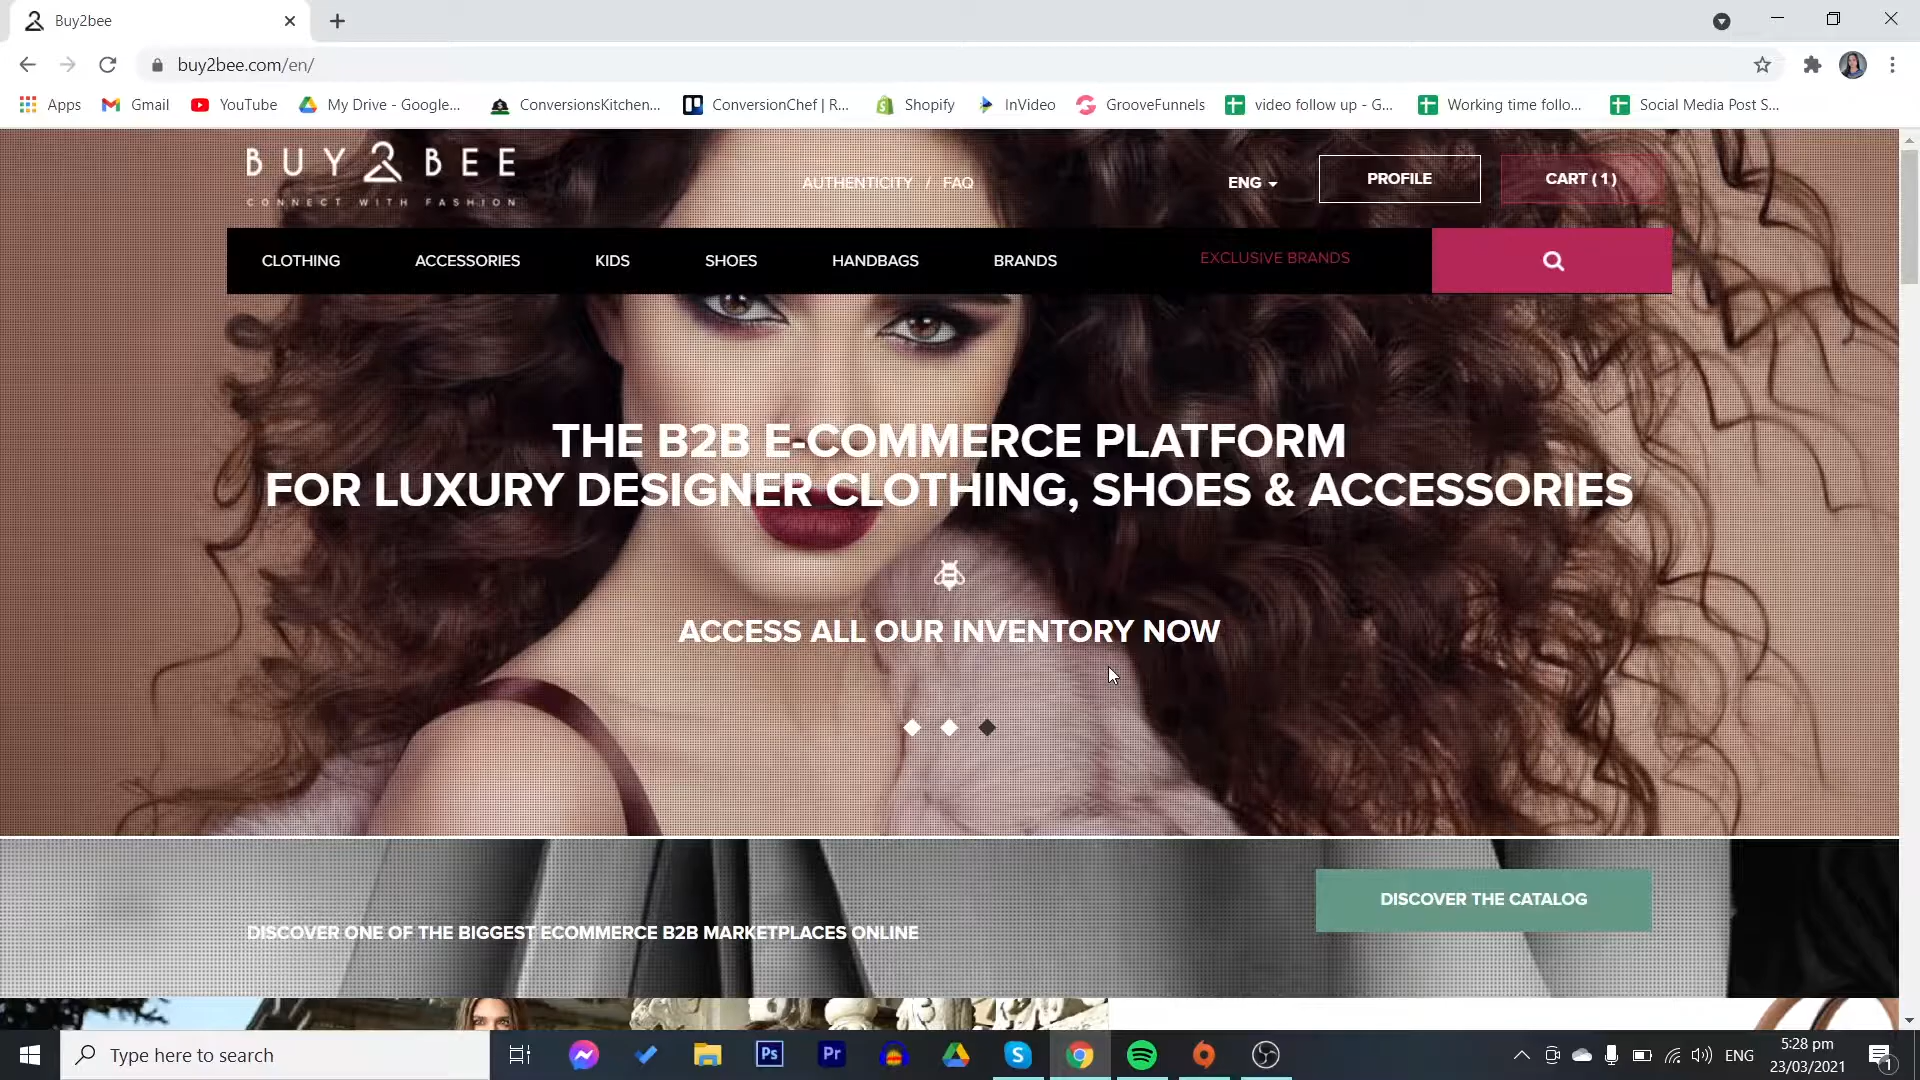 Buy2bee
buy2bee.com/en/
Apps
Gmail
YouTube
My Drive - Google...
ConversionsKitchen...
ConversionChef | R...
Shopify
InVideo
GrooveFunnels
video follow up - G...
Working time follo...
Social Media Post S...
BUY 2 BEE
CONNECT WITH FASHION
AUTHENTICITY / FAQ
ENG
PROFILE
CART ( 1 )
CLOTHING
ACCESSORIES
KIDS
SHOES
HANDBAGS
BRANDS
EXCLUSIVE BRANDS
THE B2B E-COMMERCE PLATFORM
FOR LUXURY DESIGNER CLOTHING, SHOES & ACCESSORIES
ACCESS ALL OUR INVENTORY NOW
DISCOVER THE CATALOG
DISCOVER ONE OF THE BIGGEST ECOMMERCE B2B MARKETPLACES ONLINE
Type here to search
Ps
Pr
S
ENG
5:28 pm
23/03/2021
1